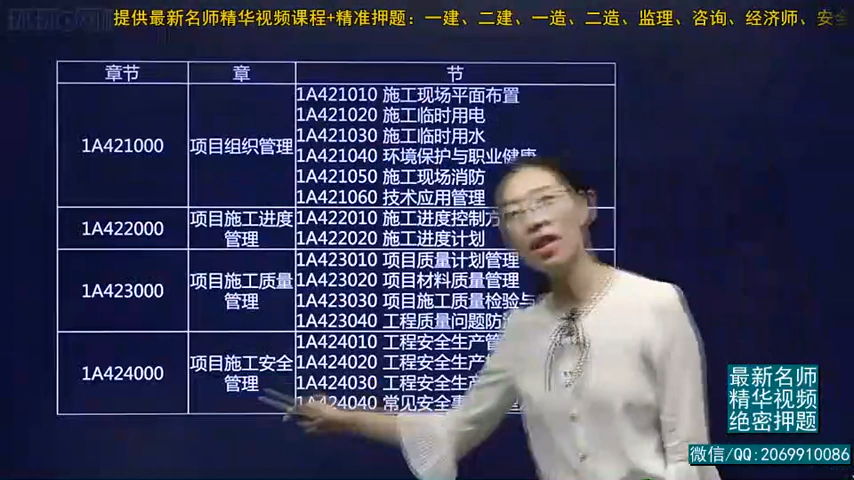 提供最新名师精华视频课程+精准押题：一建、二建、一造、二造、监理、咨询、经济师、安全
章节 章 节
1A421000 项目组织管理
1A421010 施工现场平面布置
1A421020 施工临时用电
1A421030 施工临时用水
1A421040 环境保护与职业健康
1A421050 施工现场消防
1A421060 技术应用管理
1A422000 项目施工进度管理
1A422010 施工进度控制方
1A422020 施工进度计划
1A423000 项目施工质量管理
1A423010 项目质量计划管理
1A423020 项目材料质量管理
1A423030 项目施工质量检验与
1A423040 工程质量问题防
1A424000 项目施工安全管理
1A424010 工程安全生产管
1A424020 工程安全生产
1A424030 工程安全生产
1A424040 常见安全事
最新名师
精华视频
绝密押题
微信/QQ:2069910086